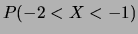 P(−2 < X < −1)